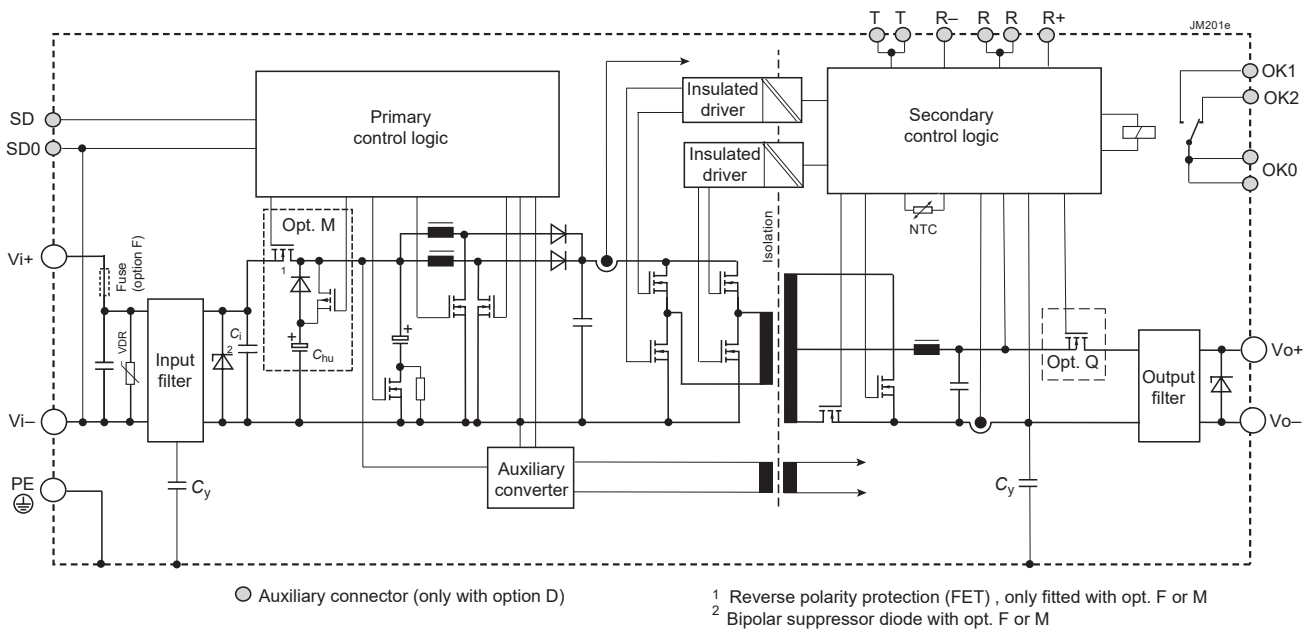 T T R– R R R+
JM201e
OK1
OK2
OK0
SD
SD0
Primary
control logic
Insulated
driver
Insulated
driver
Secondary
control logic
Isolation
NTC
Opt. M
1
Vi+
Fuse
(option F)
VDR
Input
filter
2
Ci
+
Chu
+
Opt. Q
Output
filter
Vo+
Vo–
Vi–
PE
Cy
Auxiliary
converter
Cy
Auxiliary connector (only with option D)
1 Reverse polarity protection (FET) , only fitted with opt. F or M
2 Bipolar suppressor diode with opt. F or M